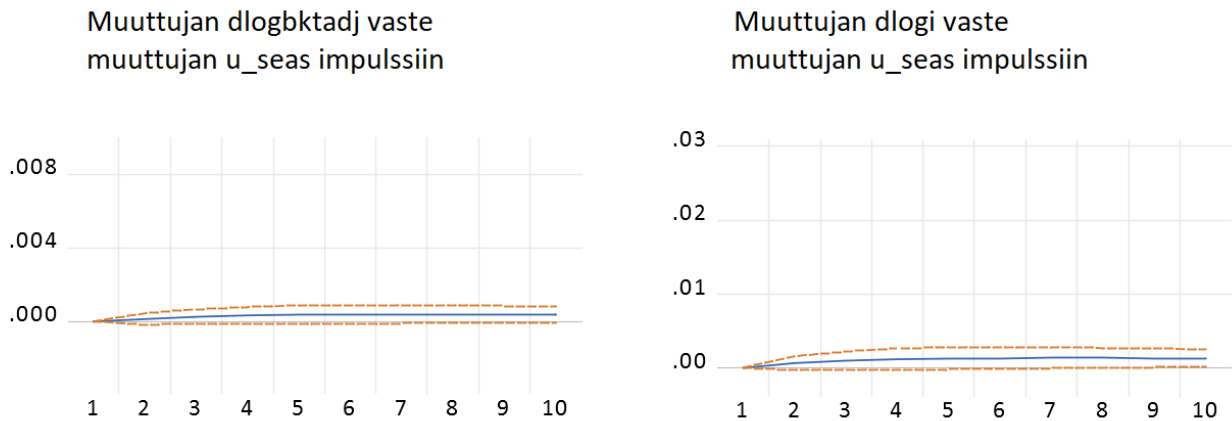 Muuttujan dlogbktadj vaste
muuttujan u_seas impulssiin
.008
.004
.000
1 2 3 4 5 6 7 8 9 10
Muuttujan dlogi vaste
muuttujan u_seas impulssiin
.03
.02
.01
.00
1 2 3 4 5 6 7 8 9 10